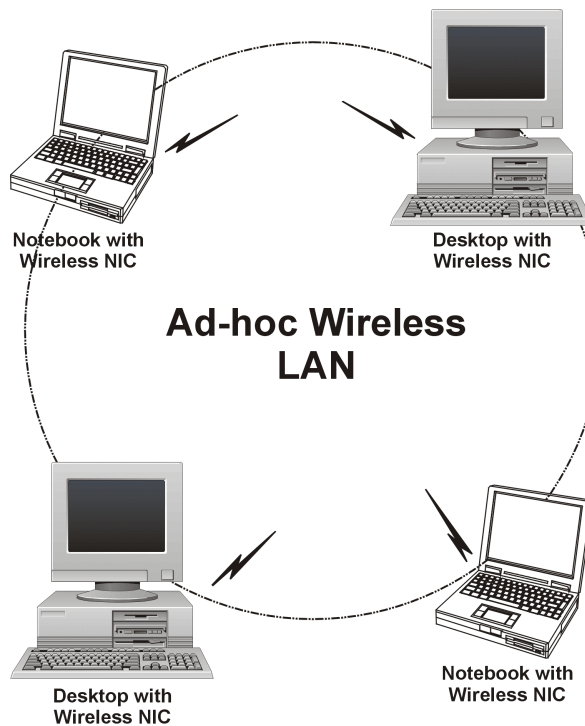 Notebook with
Wireless NIC
Desktop with
Wireless NIC
Ad-hoc Wireless
LAN
Desktop with
Wireless NIC
Notebook with
Wireless NIC